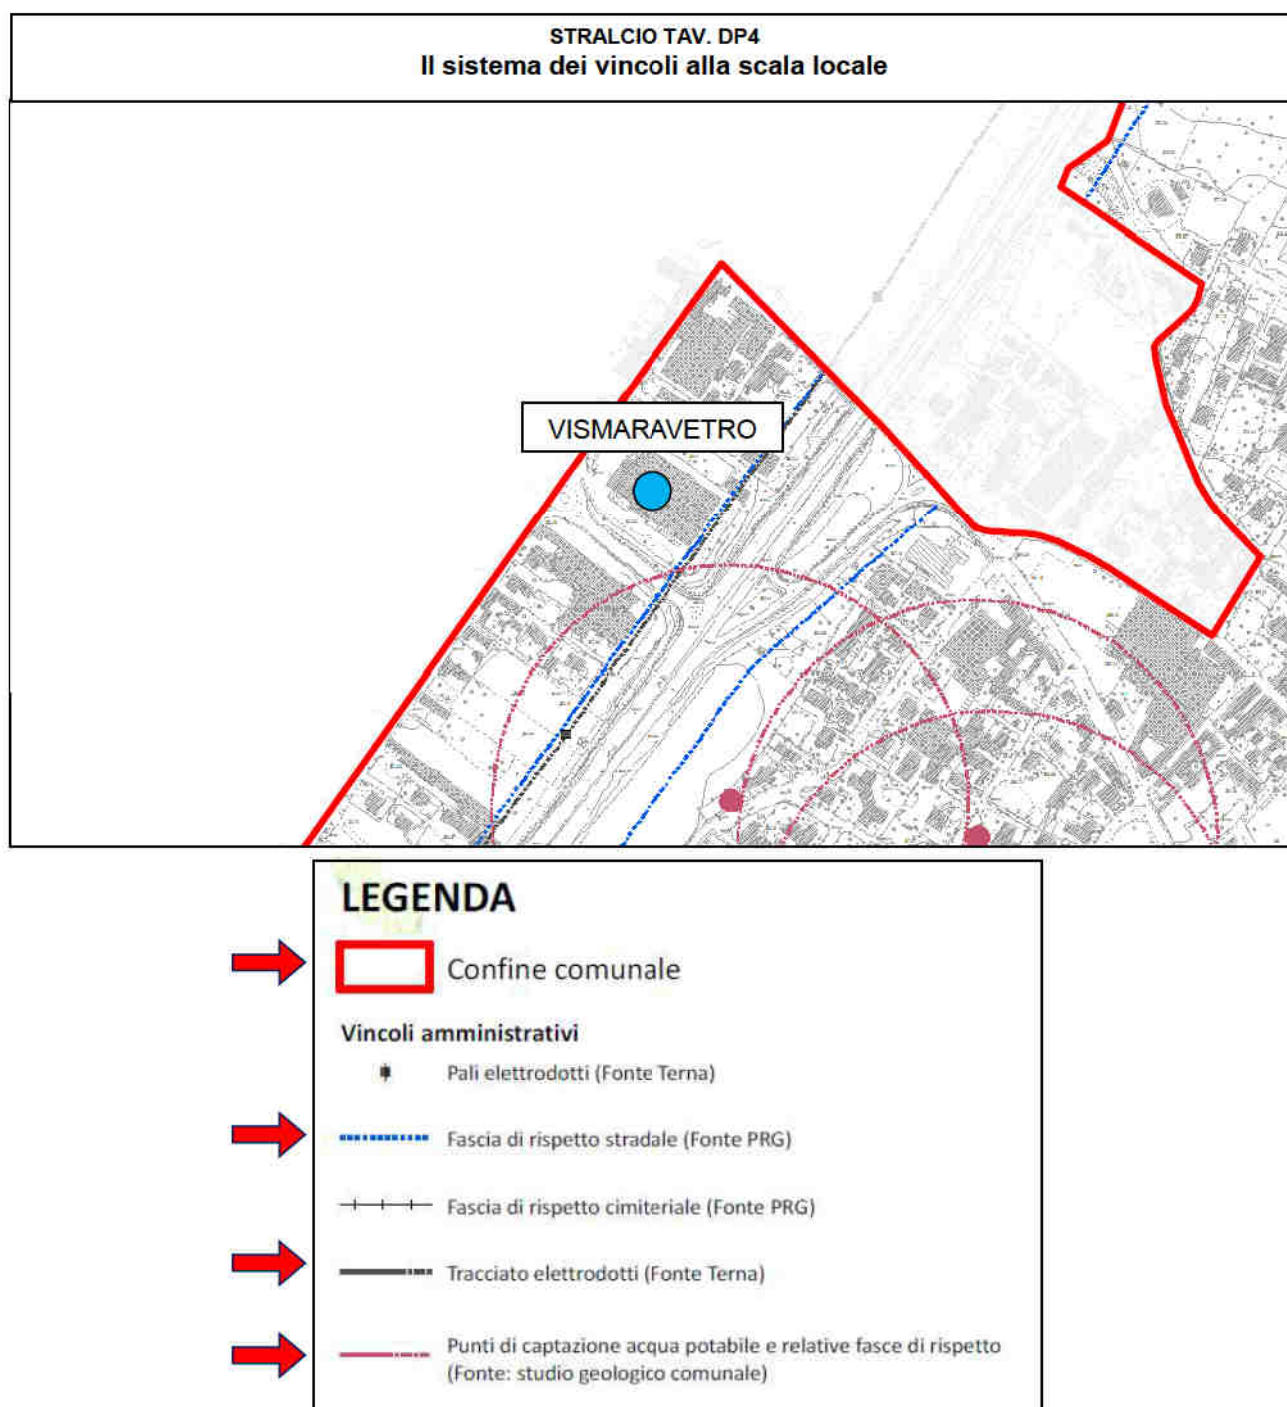 STRALCIO TAV. DP4
Il sistema dei vincoli alla scala locale
VISMARAVETRO
LEGENDA
Confine comunale
Vincoli amministrativi
Pali elettrodotti (Fonte Terna)
Fascia di rispetto stradale (Fonte PRG)
Fascia di rispetto cimiteriale (Fonte PRG)
Tracciato elettrodotti (Fonte Terna)
Punti di captazione acqua potabile e relative fasce di rispetto
(Fonte: studio geologico comunale)